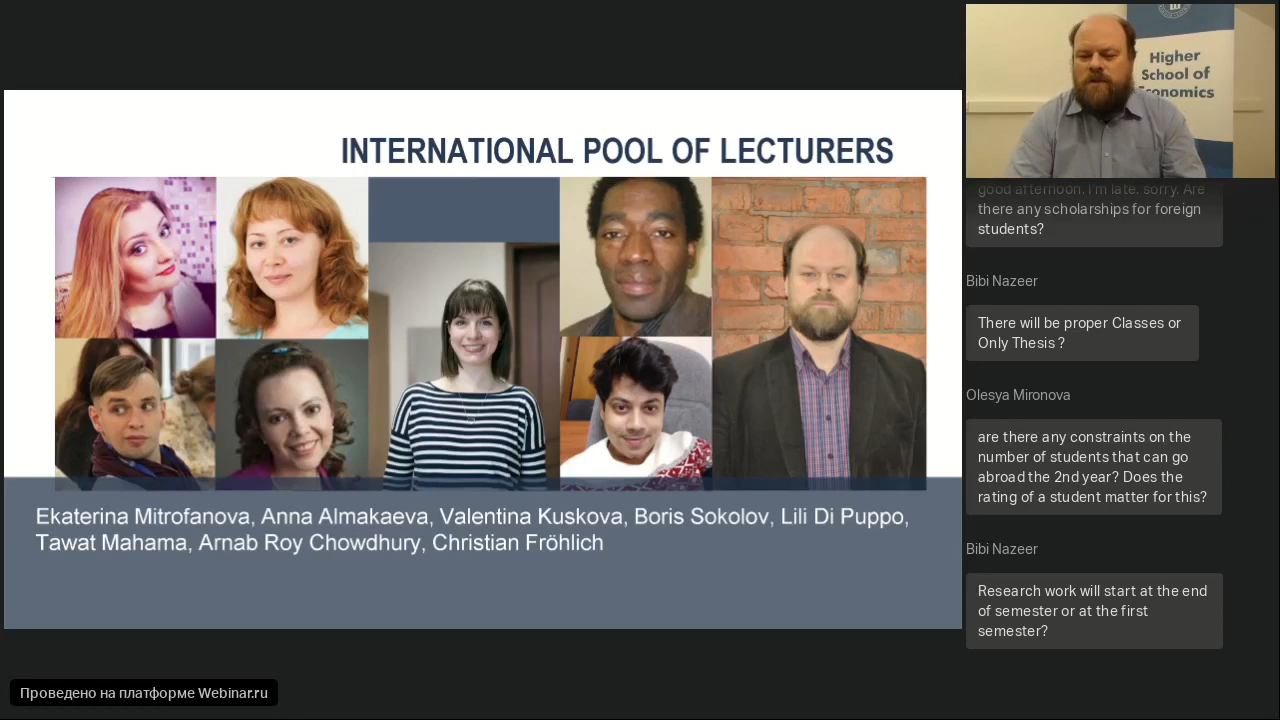 INTERNATIONAL POOL OF LECTURERS
Ekaterina Mitrofanova, Anna Almakaeva, Valentina Kuskova, Boris Sokolov, Lili Di Puppo,
Tawat Mahama, Arnab Roy Chowdhury, Christian Fröhlich
Higher
School of
Economics
good afternoon. I'm late. sorry. Are
there any scholarships for foreign
students?
Bibi Nazeer
There will be proper Classes or
Only Thesis ?
Olesya Mironova
are there any constraints on the
number of students that can go
abroad the 2nd year? Does the
rating of a student matter for this?
Bibi Nazeer
Research work will start at the end
of semester or at the first
semester?
Проведено на платформе Webinar.ru